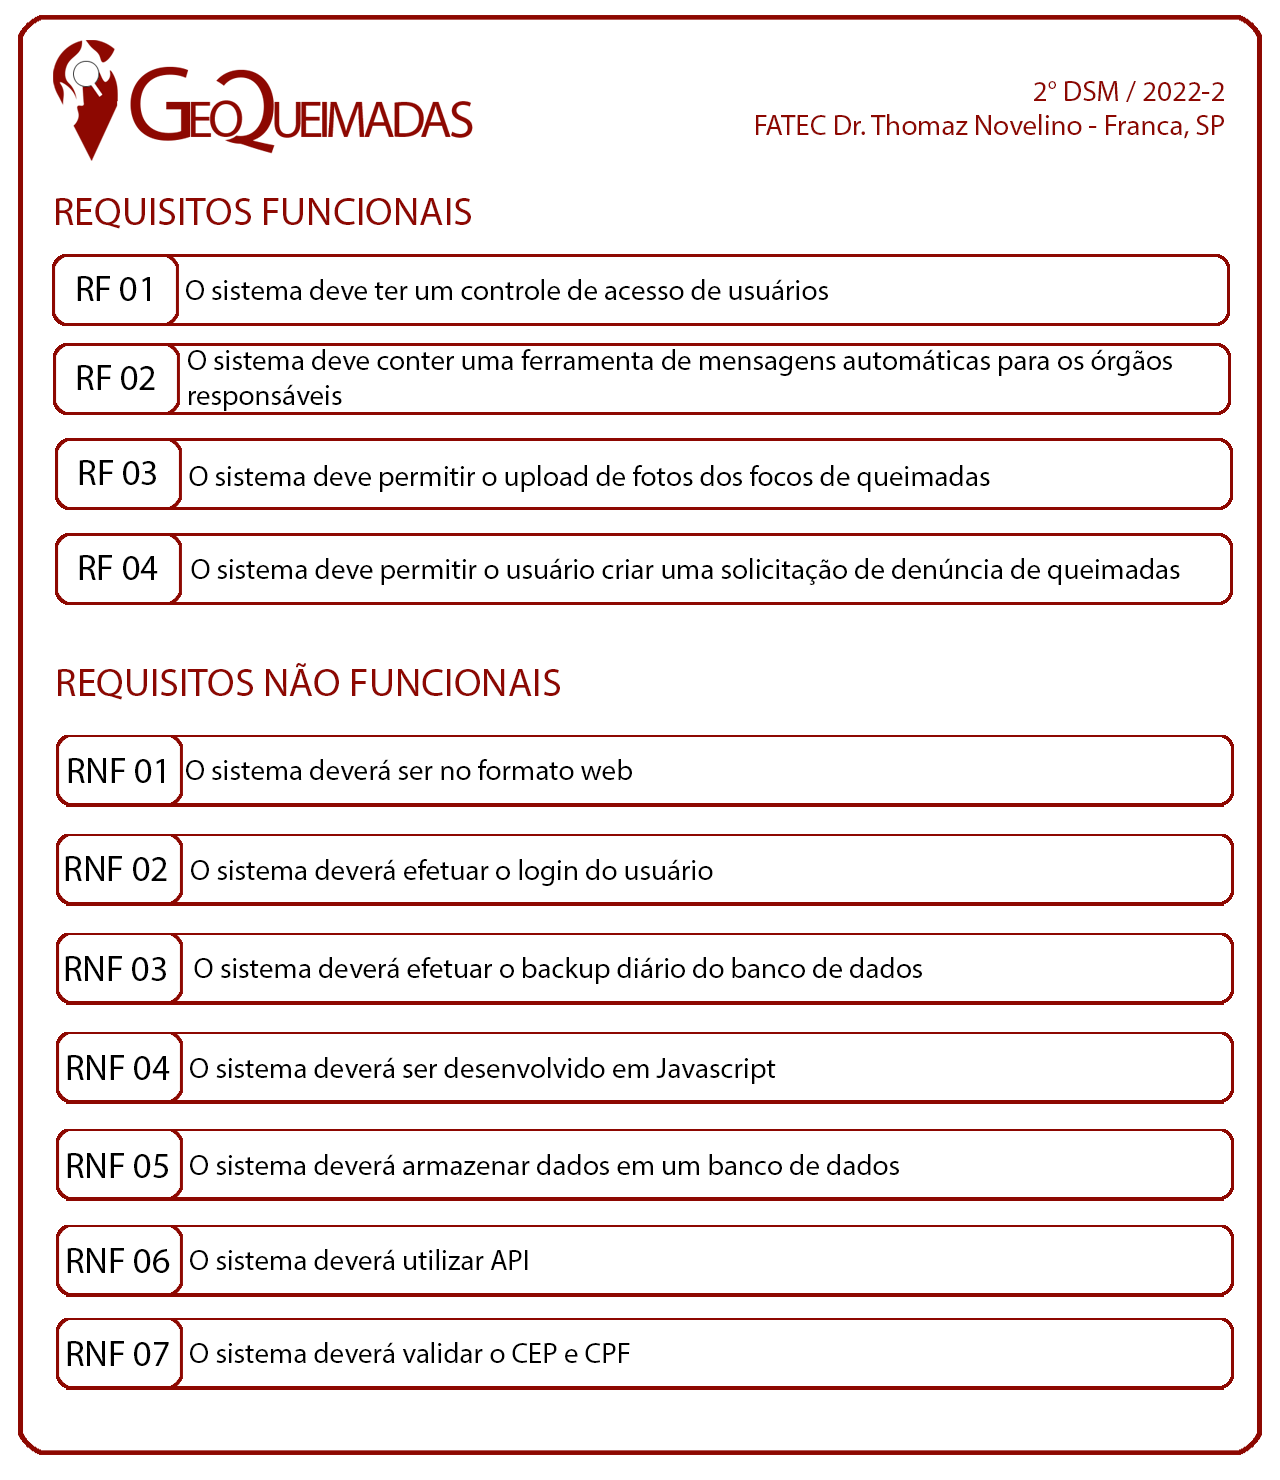 GEOQUEIMADAS
2° DSM / 2022-2
FATEC Dr. Thomaz Novelino - Franca, SP
REQUISITOS FUNCIONAIS
RF 01 O sistema deve ter um controle de acesso de usuários
RF 02 O sistema deve conter uma ferramenta de mensagens automáticas para os órgãos
responsáveis
RF 03 O sistema deve permitir o upload de fotos dos focos de queimadas
RF 04 O sistema deve permitir o usuário criar uma solicitação de denúncia de queimadas
REQUISITOS NÃO FUNCIONAIS
RNF 01 O sistema deverá ser no formato web
RNF 02 O sistema deverá efetuar o login do usuário
RNF 03 O sistema deverá efetuar o backup diário do banco de dados
RNF 04 O sistema deverá ser desenvolvido em Javascript
RNF 05 O sistema deverá armazenar dados em um banco de dados
RNF 06 O sistema deverá utilizar API
RNF 07 O sistema deverá validar o CEP e CPF